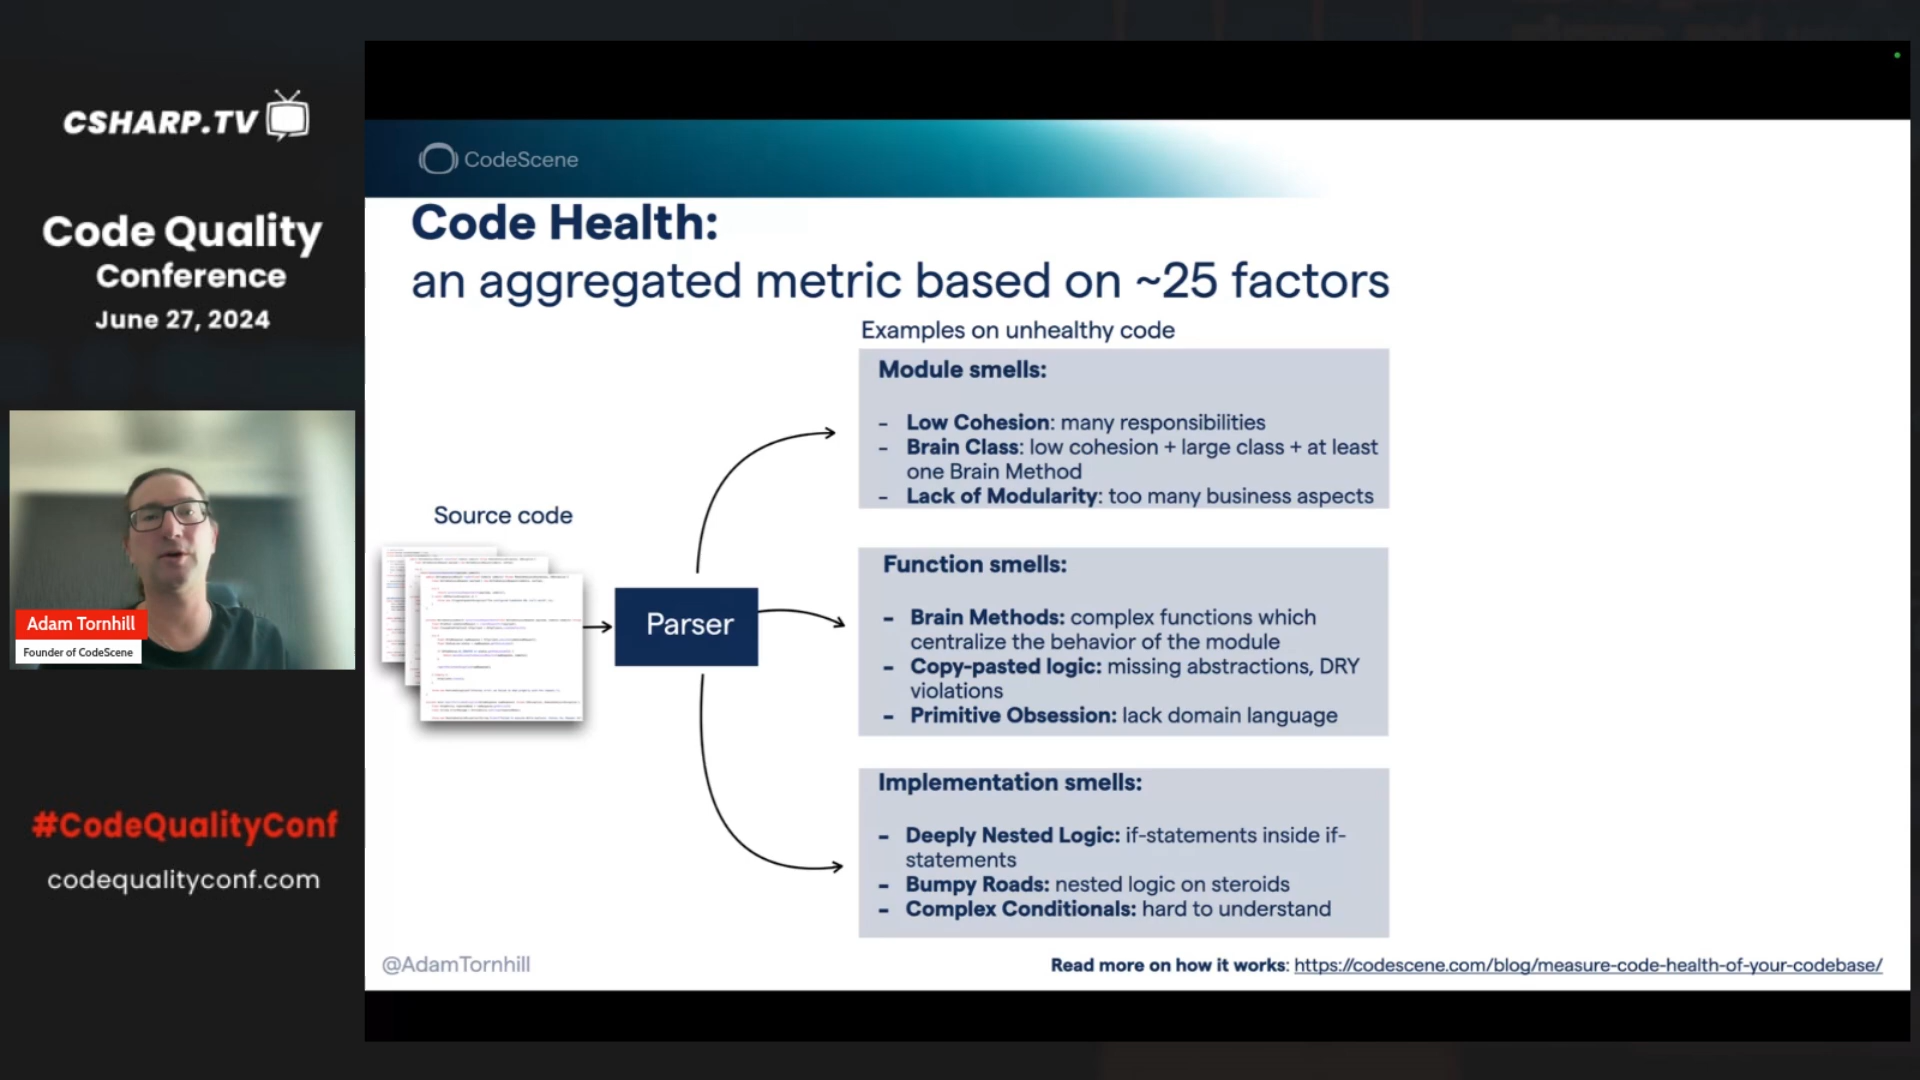 CSHARP.TV
Code Quality
Conference
June 27, 2024
Adam Tornhill
Founder of CodeScene
#CodeQualityConf
codequalityconf.com
CodeScene
Code Health:
an aggregated metric based on ~25 factors
Examples on unhealthy code
Module smells:
- Low Cohesion: many responsibilities
- Brain Class: low cohesion + large class + at least
one Brain Method
- Lack of Modularity: too many business aspects
Source code
Parser
Function smells:
- Brain Methods: complex functions which
centralize the behavior of the module
- Copy-pasted logic: missing abstractions, DRY
violations
- Primitive Obsession: lack domain language
Implementation smells:
- Deeply Nested Logic: if-statements inside if-
statements
- Bumpy Roads: nested logic on steroids
- Complex Conditionals: hard to understand
@AdamTornhill
Read more on how it works: https://codescene.com/blog/measure-code-health-of-your-codebase/